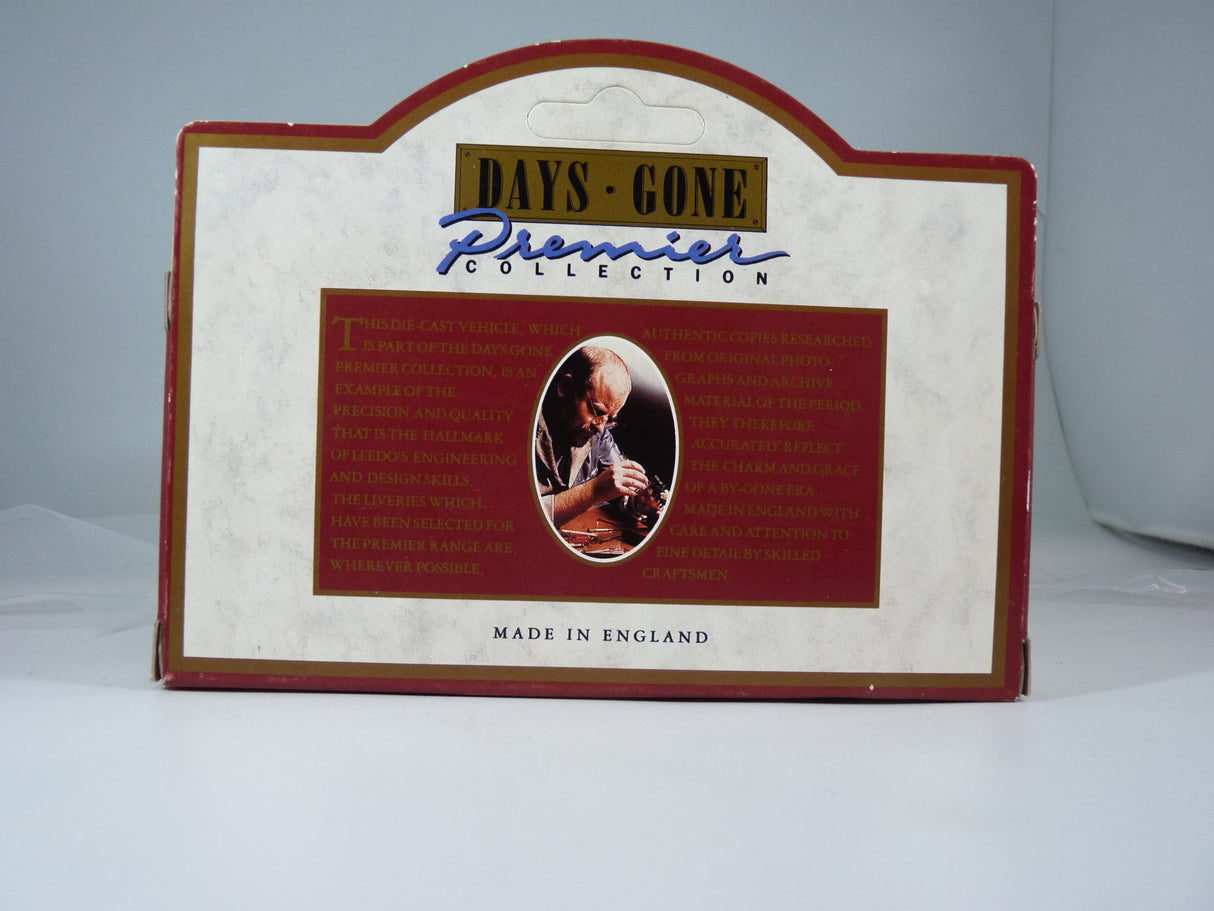 DAYS · GONE
Premier
COLLECTION
THIS DIE-CAST VEHICLE, WHICH
IS PART OF THE DAYS GONE
PREMIER COLLECTION, IS AN
EXAMPLE OF THE
PRECISION AND QUALITY
THAT IS THE HALLMARK
OF LLEDO'S ENGINEERING
AND DESIGN SKILLS.
THE LIVERIES WHICH
HAVE BEEN SELECTED FOR
THE PREMIER RANGE ARE,
WHEREVER POSSIBLE,
AUTHENTIC COPIES RESEARCHED
FROM ORIGINAL PHOTO-
GRAPHS AND ARCHIVE
MATERIAL OF THE PERIOD.
THEY THEREFORE
ACCURATELY REFLECT
THE CHARM AND GRACE
OF A BY-GONE ERA.
MADE IN ENGLAND WITH
CARE AND ATTENTION TO
FINE DETAIL BY SKILLED
CRAFTSMEN.
MADE IN ENGLAND